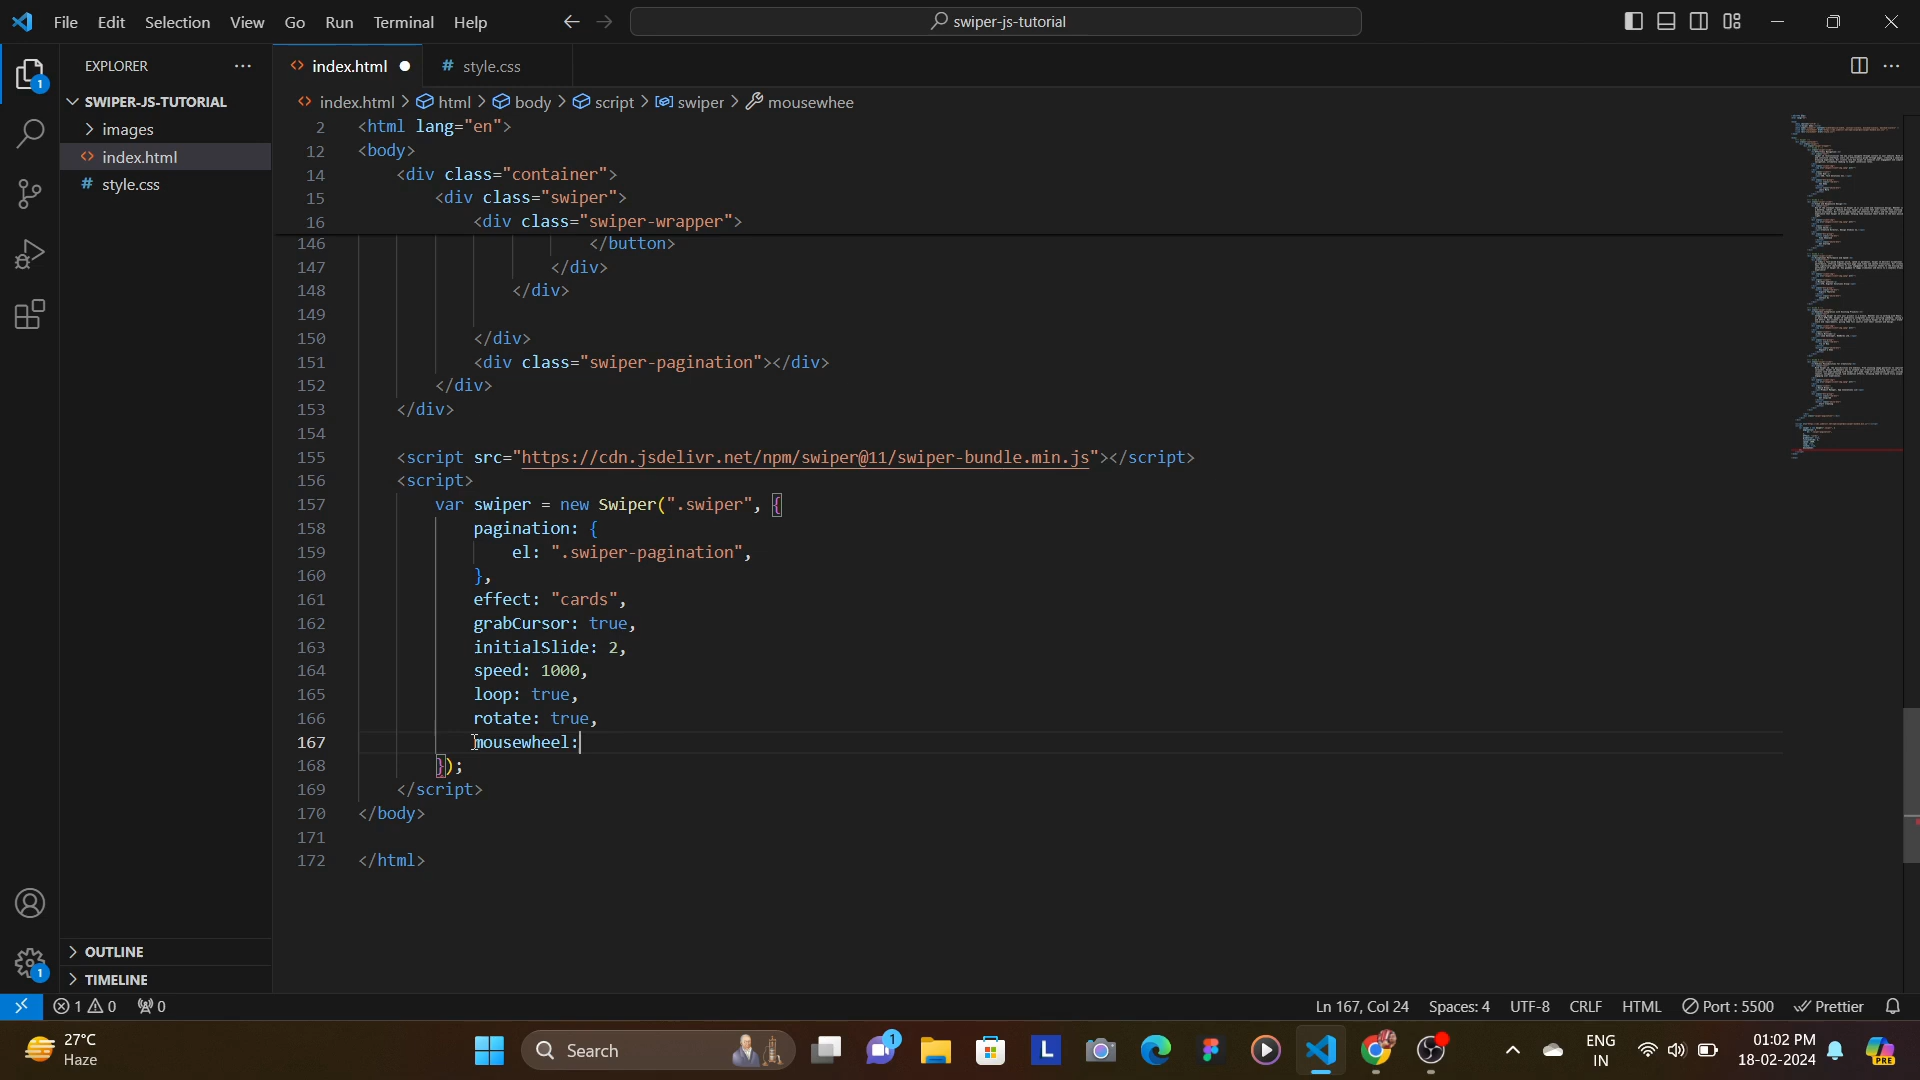 File Edit Selection View Go Run Terminal Help
swiper-js-tutorial
EXPLORER
1
SWIPER-JS-TUTORIAL
images
index.html
style.css
index.html
# style.css
index.html > html > body > script > swiper > mousewhee
2 <html lang="en">
12 <body>
14 <div class="container">
15 <div class="swiper">
16 <div class="swiper-wrapper">
146 </button>
147 </div>
148 </div>
149
150 </div>
151 <div class="swiper-pagination"></div>
152 </div>
153 </div>
154
155 <script src="https://cdn.jsdelivr.net/npm/swiper@11/swiper-bundle.min.js"></script>
156 <script>
157 var swiper = new Swiper(".swiper", {
158 pagination: {
159 el: ".swiper-pagination",
160 },
161 effect: "cards",
162 grabCursor: true,
163 initialSlide: 2,
164 speed: 1000,
165 loop: true,
166 rotate: true,
167 mousewheel:
168 });
169 </script>
170 </body>
171
172 </html>
OUTLINE
TIMELINE
1
1 0 0
Ln 167, Col 24 Spaces: 4 UTF-8 CRLF HTML Port : 5500 Prettier
27°C
Haze
Search
1
L
ENG
IN
01:02 PM
18-02-2024
PRE